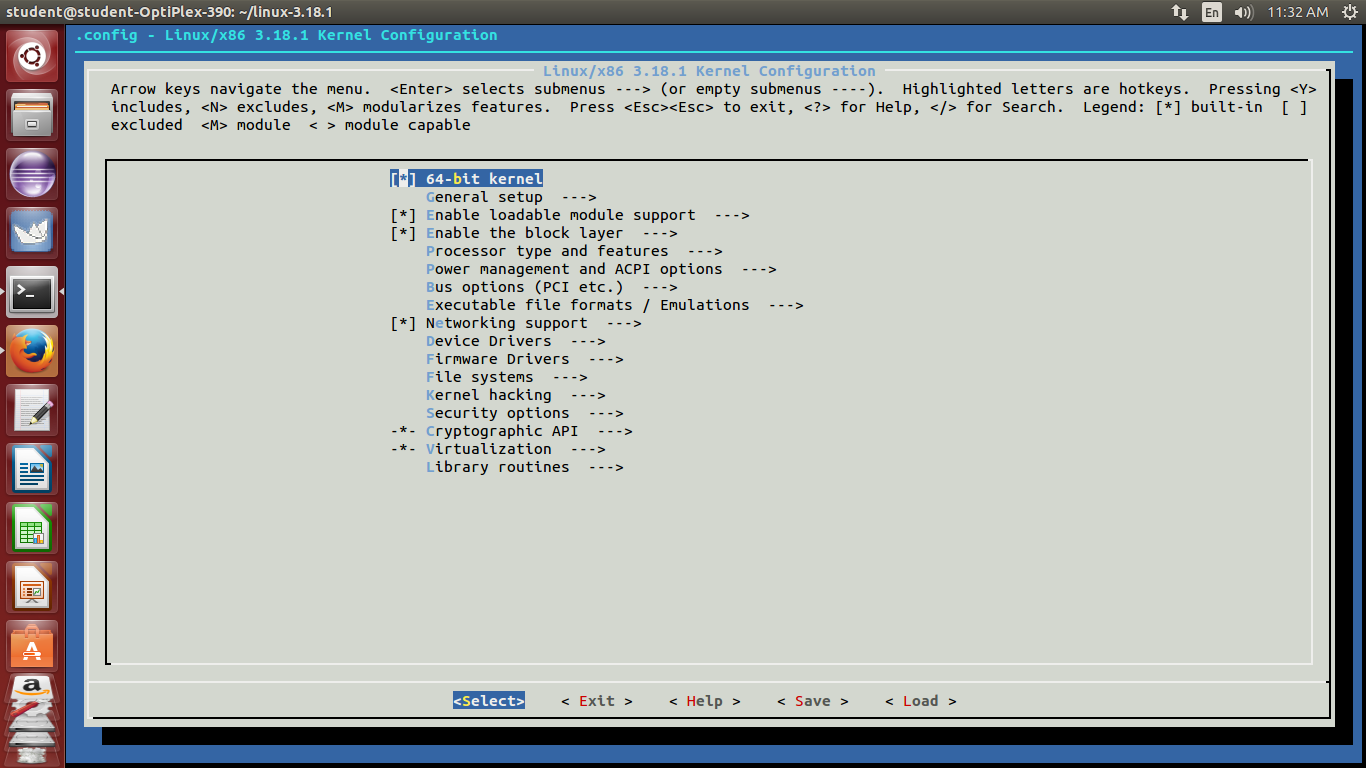 student@student-OptiPlex-390: ~/linux-3.18.1
En
11:32 AM
.config - Linux/x86 3.18.1 Kernel Configuration
Linux/x86 3.18.1 Kernel Configuration
Arrow keys navigate the menu.  <Enter> selects submenus ---> (or empty submenus ----).  Highlighted letters are hotkeys.  Pressing <Y>
includes, <N> excludes, <M> modularizes features.  Press <Esc><Esc> to exit, <?> for Help, </> for Search.  Legend: [*] built-in  [ ]
excluded  <M> module  < > module capable
[*] 64-bit kernel
General setup  --->
[*] Enable loadable module support  --->
[*] Enable the block layer  --->
Processor type and features  --->
Power management and ACPI options  --->
Bus options (PCI etc.)  --->
Executable file formats / Emulations  --->
[*] Networking support  --->
Device Drivers  --->
Firmware Drivers  --->
File systems  --->
Kernel hacking  --->
Security options  --->
-*- Cryptographic API  --->
-*- Virtualization  --->
Library routines  --->
<Select>    < Exit >    < Help >    < Save >    < Load >